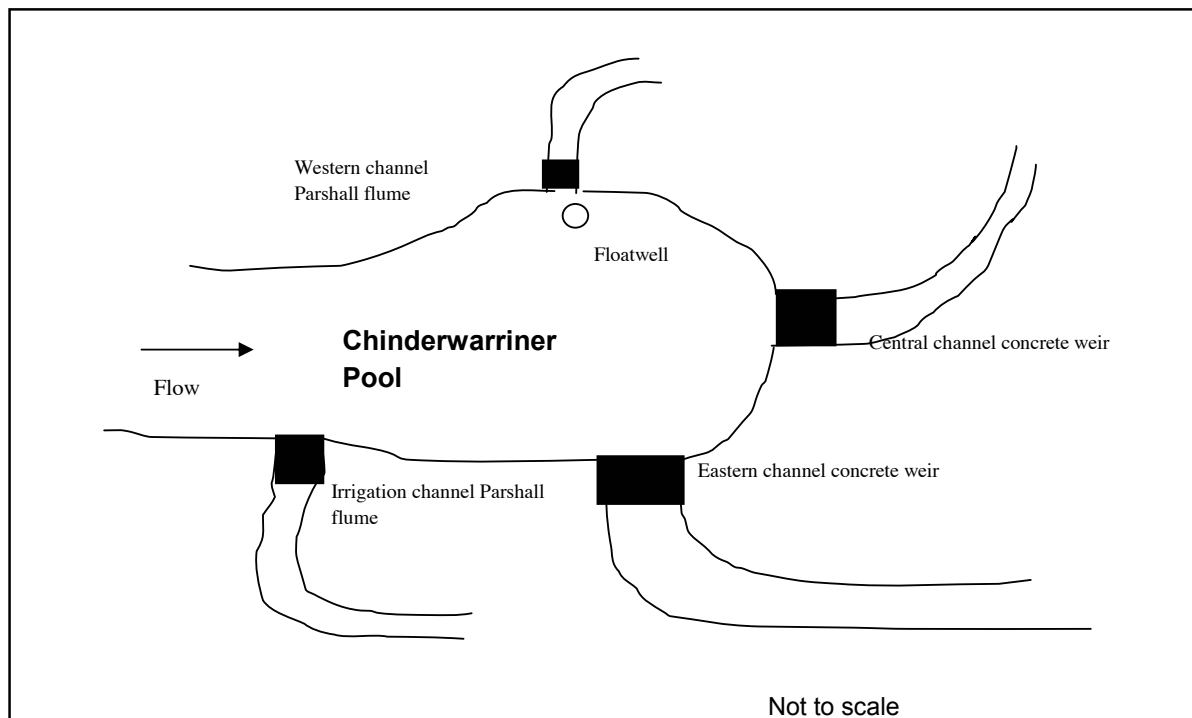 Western channel
Parshall flume
Floatwell
Chinderwarriner
Pool
Central channel concrete weir
Flow
Eastern channel concrete weir
Irrigation channel Parshall
flume
Not to scale